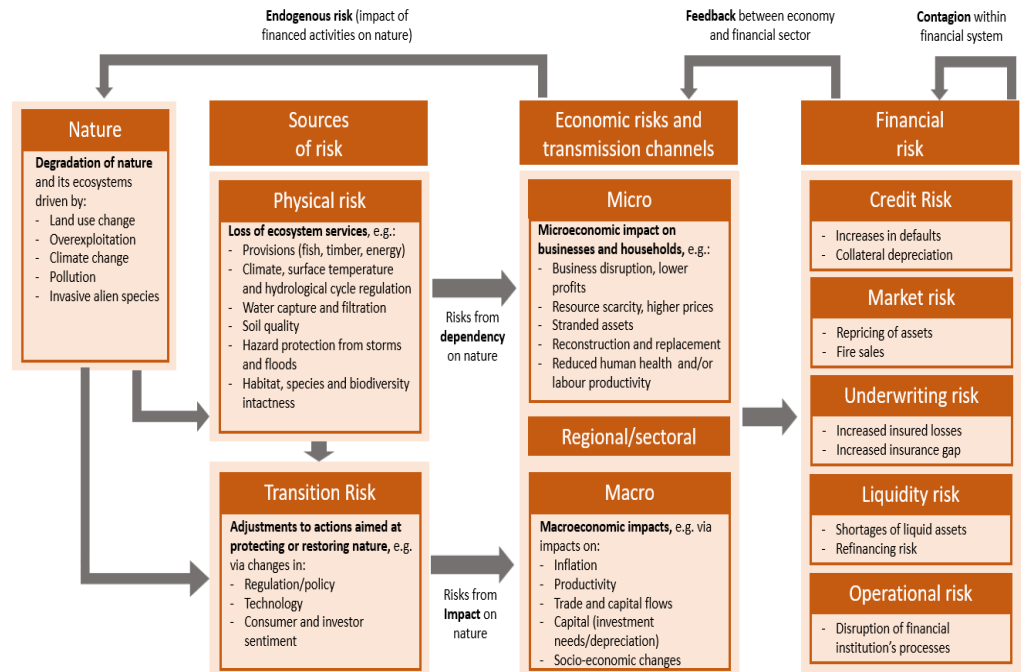 Endogenous risk (impact of
financed activities on nature)
Feedback between economy
and financial sector
Contagion within
financial system
Nature
Degradation of nature
and its ecosystems
driven by:
- Land use change
- Overexploitation
- Climate change
- Pollution
- Invasive alien species
Sources
of risk
Physical risk
Loss of ecosystem services, e.g.:
- Provisions (fish, timber, energy)
- Climate, surface temperature
and hydrological cycle regulation
- Water capture and filtration
- Soil quality
- Hazard protection from storms
and floods
- Habitat, species and biodiversity
intactness
Transition Risk
Adjustments to actions aimed at
protecting or restoring nature, e.g.
via changes in:
- Regulation/policy
- Technology
- Consumer and investor
sentiment
Risks from
dependency
on nature
Risks from
Impact on
nature
Economic risks and
transmission channels
Micro
Microeconomic impact on
businesses and households, e.g.:
- Business disruption, lower
profits
- Resource scarcity, higher prices
- Stranded assets
- Reconstruction and replacement
- Reduced human health and/or
labour productivity
Regional/sectoral
Macro
Macroeconomic impacts, e.g. via
impacts on:
- Inflation
- Productivity
- Trade and capital flows
- Capital (investment
needs/depreciation)
- Socio-economic changes
Financial
risk
Credit Risk
- Increases in defaults
- Collateral depreciation
Market risk
- Repricing of assets
- Fire sales
Underwriting risk
- Increased insured losses
- Increased insurance gap
Liquidity risk
- Shortages of liquid assets
- Refinancing risk
Operational risk
- Disruption of financial
institution's processes